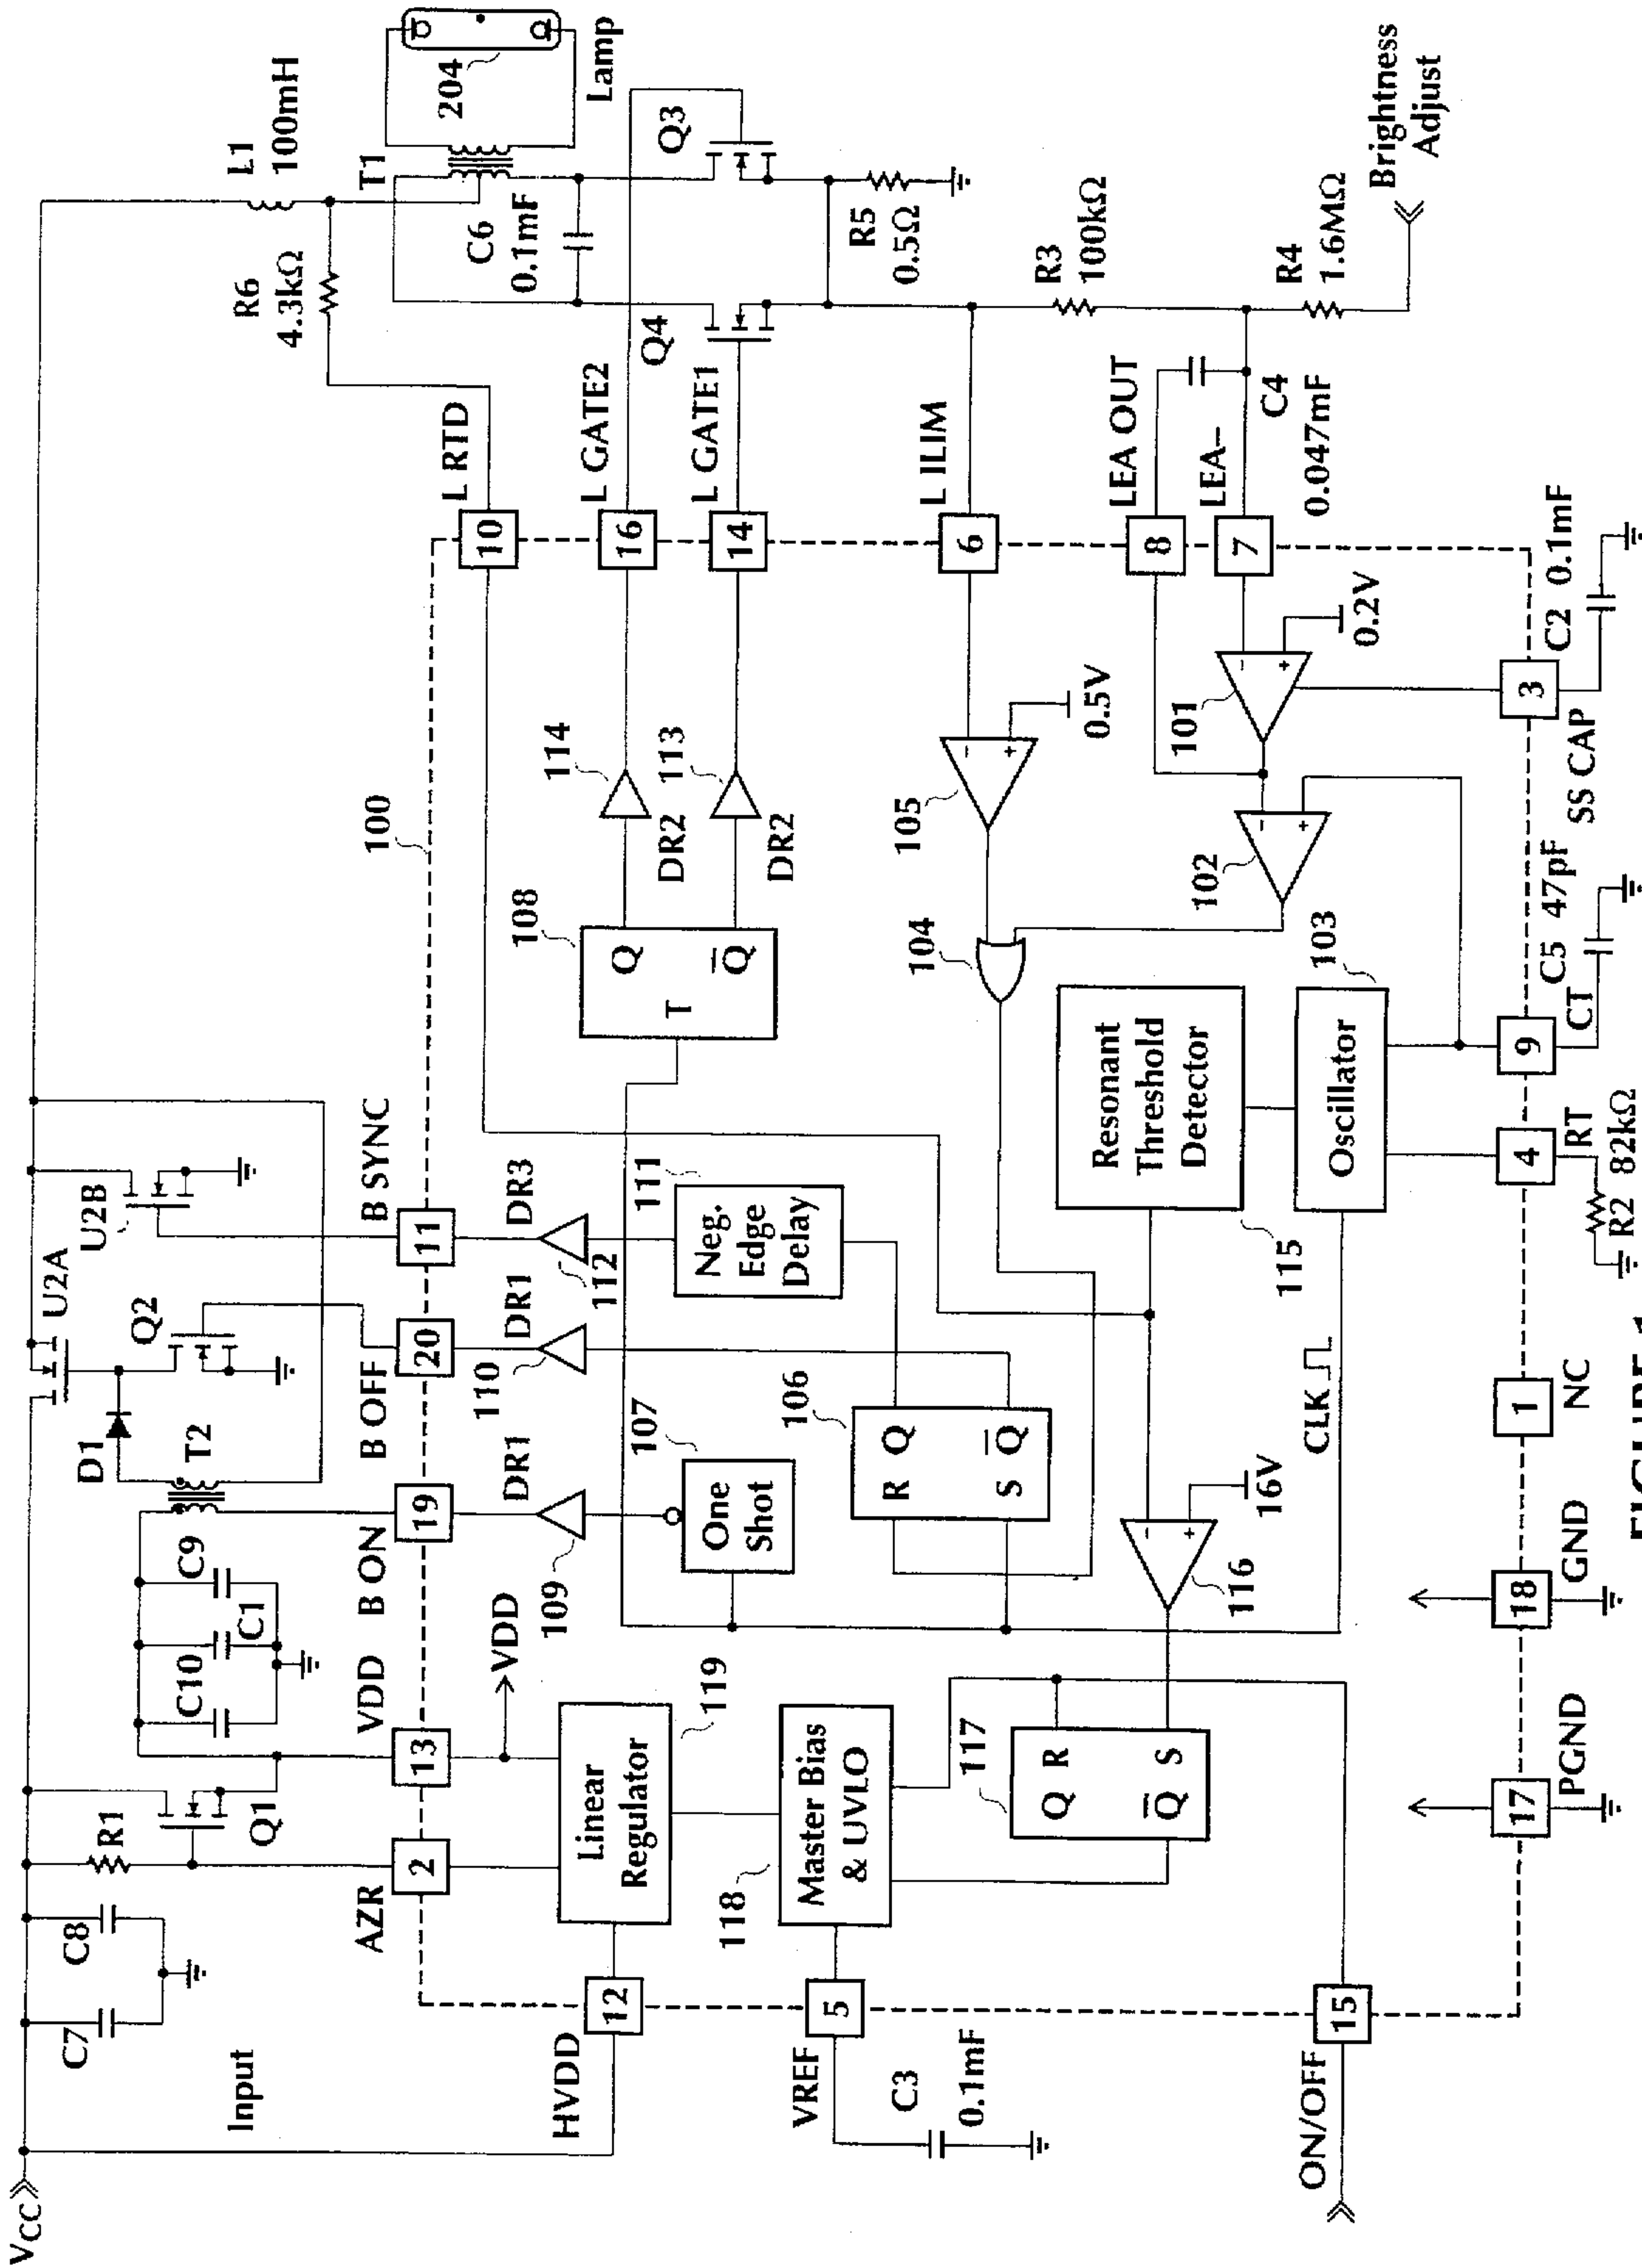 VCC
Input
C7
C8
R1
Q1
C10
C1
C9
T2
D1
Q2
U2A
U2B
L1
100mH
R6
4.3kΩ
T1
204
Lamp
C6
0.1mF
Q3
Q4
R5
0.5Ω
R3
100kΩ
R4
1.6MΩ
Brightness
Adjust
AZR
2
VDD
13
B ON
19
B OFF
20
B SYNC
11
100
L RTD
10
L GATE2
16
L GATE1
14
L ILIM
6
LEA OUT
8
LEA–
7
C4
0.047mF
HVDD
12
Linear
Regulator
119
VDD
109
DR1
One
Shot
107
110
DR1
112
DR3
Neg.
Edge
Delay
111
106
R
Q
S
Q
108
T
Q
Q
DR2
114
DR2
113
105
0.5V
104
101
0.2V
102
VREF
5
C3
0.1mF
Master Bias
& UVLO
118
117
Q
R
Q
S
116
16V
Resonant
Threshold
Detector
115
Oscillator
103
CLK
ON/OFF
15
17
PGND
18
GND
1
NC
4
RT
R2 82kΩ
9
CT
C5 47pF
3
SS CAP
C2 0.1mF